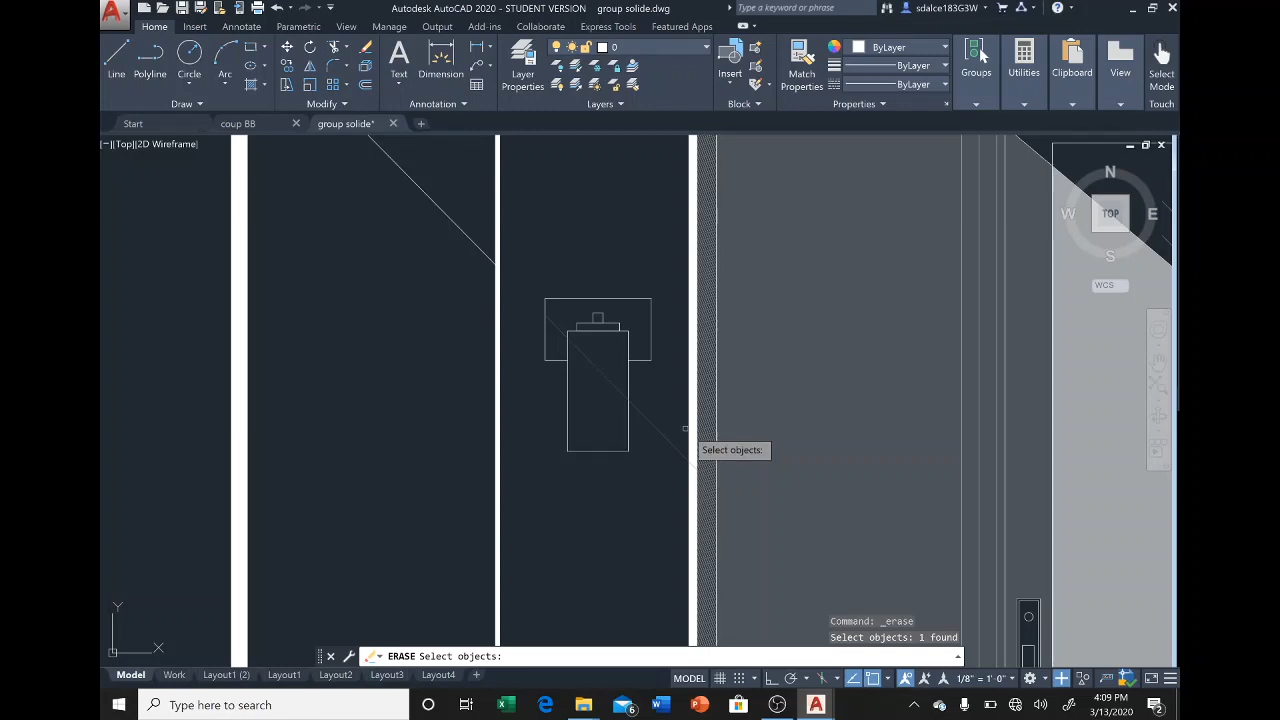 Autodesk AutoCAD 2020 - STUDENT VERSION group solide.dwg
Type a keyword or phrase
sdalce183G3W
Home Insert Annotate Parametric View Manage Output Add-ins Collaborate Express Tools Featured Apps
0
ByLayer
ByLayer
ByLayer
Line Polyline Circle Arc
Text Dimension
Layer Properties
Insert
Match Properties
Groups Utilities Clipboard View
Select Mode
Draw Modify Annotation Layers Block Properties Touch
Start coup BB group solide*
[−][Top][2D Wireframe]
N
W TOP E
S
WCS
Select objects:
Y
X
Command: _erase
Select objects: 1 found
ERASE Select objects:
Model Work Layout1 (2) Layout1 Layout2 Layout3 Layout4
MODEL 1/8" = 1'-0"
Type here to search
6
4:09 PM
3/13/2020
2